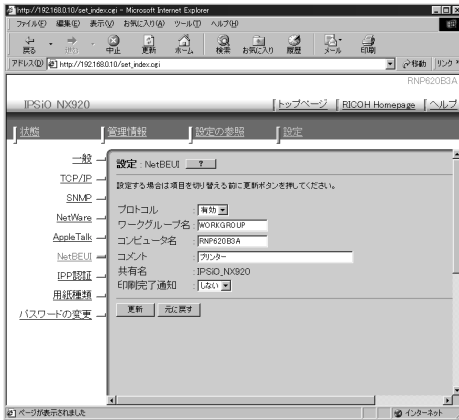 http://192.168.0.10/set_index.cgi - Microsoft Internet Explorer
ファイル(F) 編集(E) 表示(V) お気に入り(A) ツール(T) ヘルプ(H)
戻る 中止 更新 ホーム 検索 お気に入り 履歴 メール 印刷
アドレス(D) http://192.168.0.10/set_index.cgi 移動 リンク
RNP620B3A
IPSiO NX920 [トップページ [ RICOH Homepage [ ヘルプ
状態 管理情報 設定の参照 設定
一般
TCP/IP
SNMP
NetWare
AppleTalk
NetBEUI
IPP認証
用紙種類
パスワードの変更
設定 : NetBEUI ?
設定する場合は項目を切り替える前に更新ボタンを押してください。
プロトコル : 有効
ワークグループ名 : WORKGROUP
コンピュータ名 : RNP620B3A
コメント : プリンター
共有名 : IPSiO_NX920
印刷完了通知 : しない
更新 元に戻す
ページが表示されました インターネット